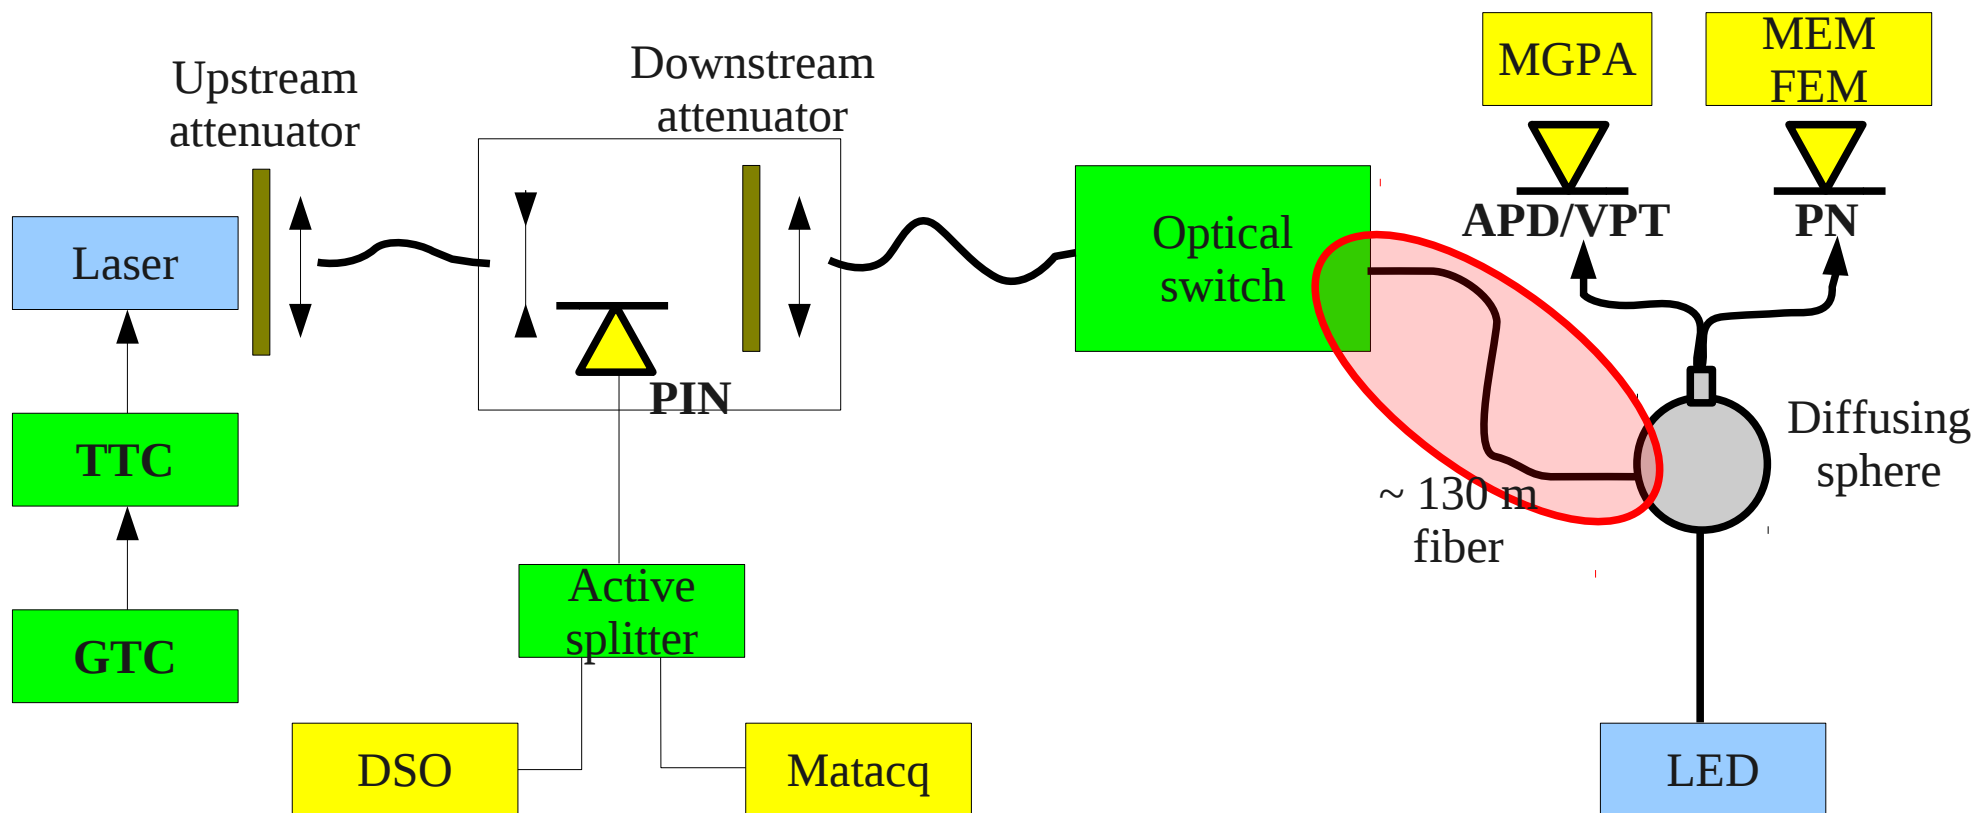 Upstream
attenuator
Downstream
attenuator
MGPA
MEM
FEM
Laser
Optical
switch
APD/VPT
PN
PIN
TTC
Diffusing
sphere
~ 130 m
fiber
Active
splitter
GTC
DSO
Matacq
LED